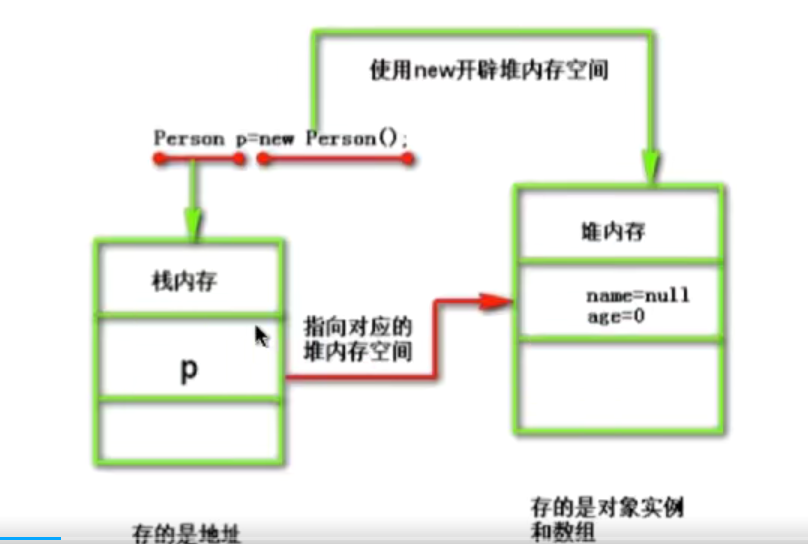 使用new开辟堆内存空间
Person p=new Person();
栈内存
堆内存
name=null
age=0
指向对应的
堆内存空间
p
存的是对象实例
和数组
存的是地址